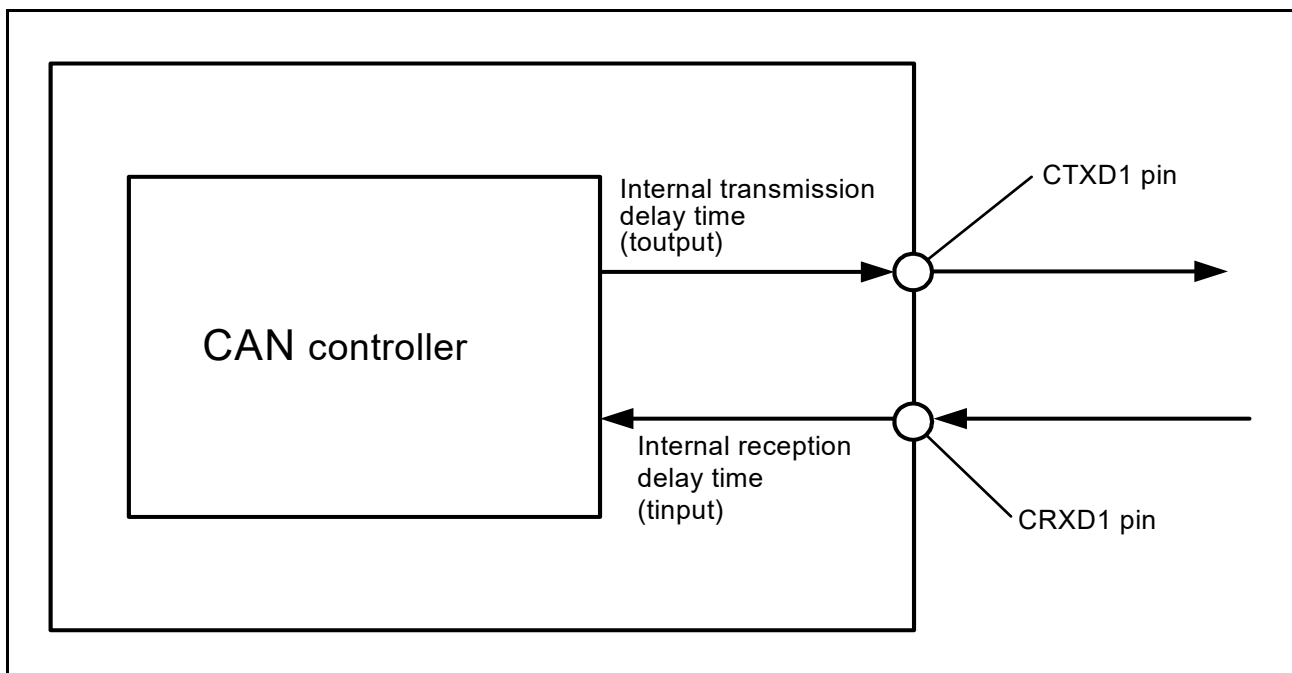 Internal transmission
delay time
(toutput)
CTXD1 pin
CAN controller
Internal reception
delay time
(tinput)
CRXD1 pin